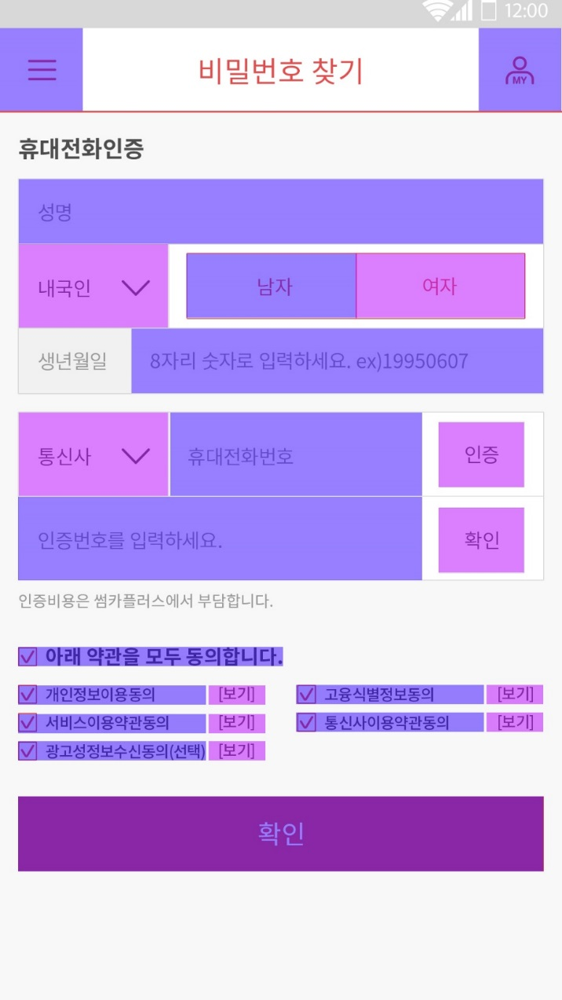 12:00
비밀번호 찾기
MY
휴대전화인증
성명
내국인 남자 여자
생년월일 8자리 숫자로 입력하세요. ex)19950607
통신사 휴대전화번호 인증
인증번호를 입력하세요. 확인
인증비용은 썸카플러스에서 부담합니다.
아래 약관을 모두 동의합니다.
개인정보이용동의 [보기] 고융식별정보동의 [보기]
서비스이용약관동의 [보기] 통신사이용약관동의 [보기]
광고성정보수신동의(선택) [보기]
확인